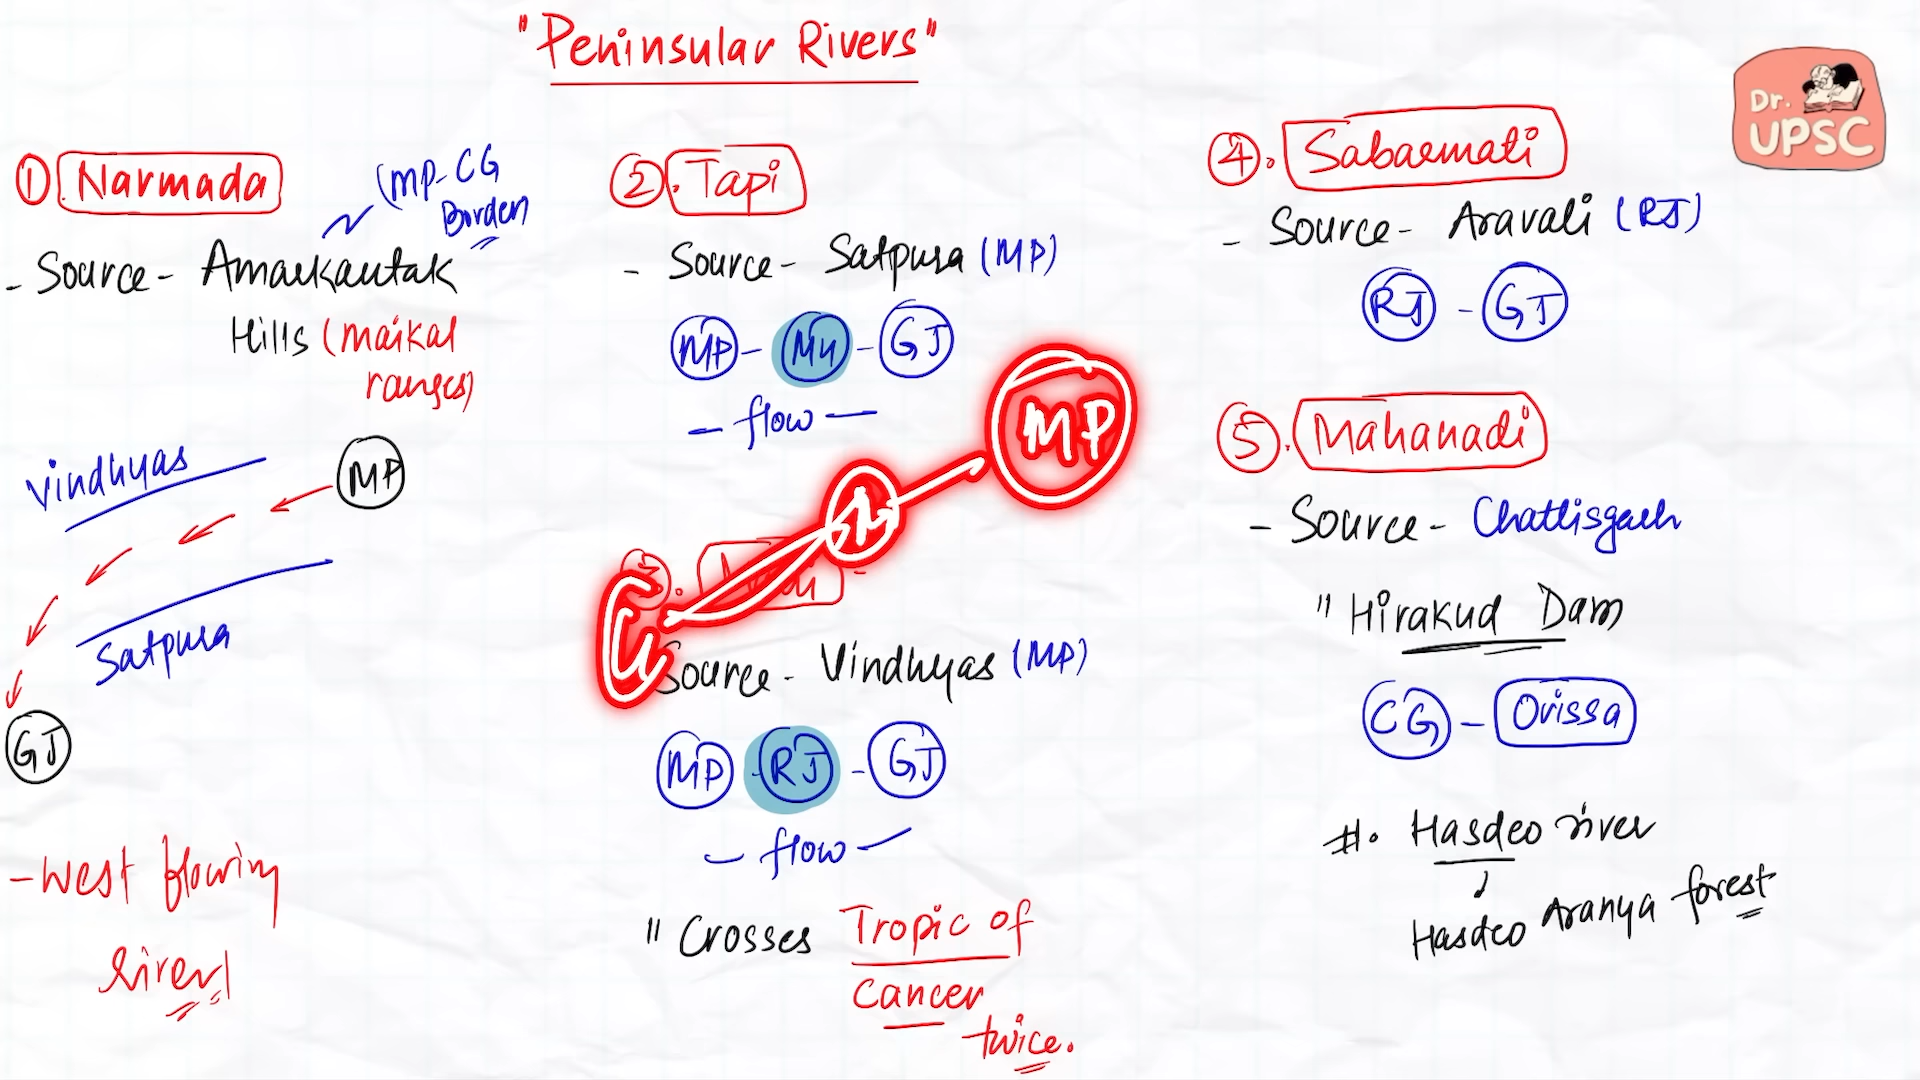 "Peninsular Rivers"
Dr.
UPSC
① Narmada
(MP-CG
Border
- Source - Amarkantak
Hills (maikal
ranges)
Vindhyas
MP
Satpura
GJ
- West flowing
river
②. Tapi
- Source - Satpura (MP)
MP - MH - GJ
- flow -
MP
3.
Source - Vindhyas (MP)
MP - RJ - GJ
- flow -
" Crosses Tropic of
Cancer
twice.
④. Sabarmati
- Source - Aravali (RJ)
RJ - GJ
⑤. Mahanadi
- Source - Chattisgarh
" Hirakud Dam
CG - Orissa
#. Hasdeo river
Hasdeo Aranya forest